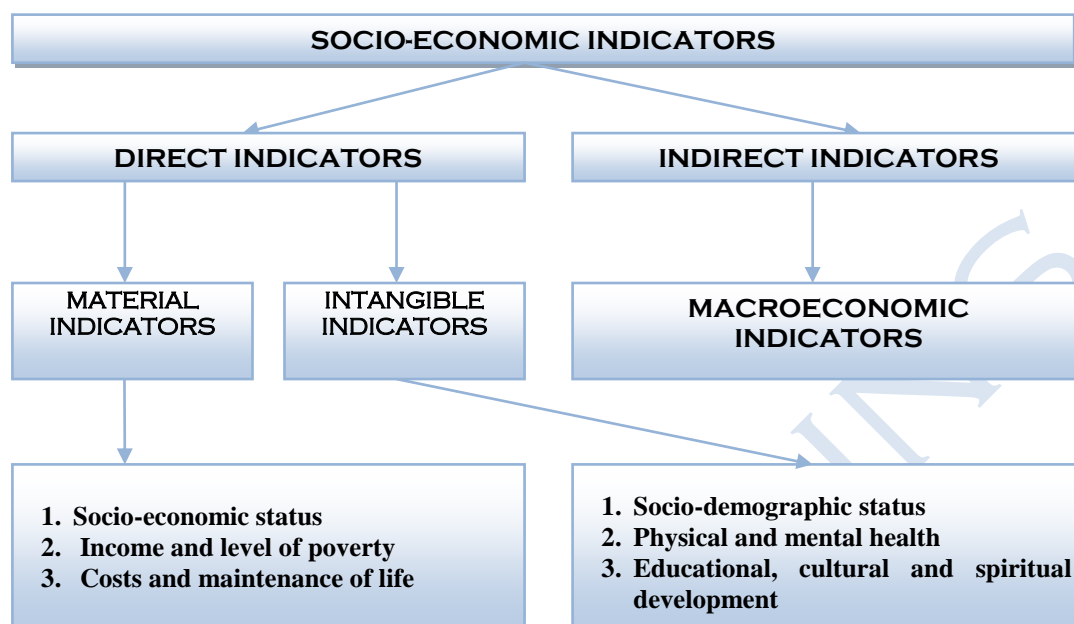 SOCIO-ECONOMIC INDICATORS
DIRECT INDICATORS
INDIRECT INDICATORS
MATERIAL
INDICATORS
INTANGIBLE
INDICATORS
MACROECONOMIC
INDICATORS
1. Socio-economic status
2. Income and level of poverty
3. Costs and maintenance of life
1. Socio-demographic status
2. Physical and mental health
3. Educational, cultural and spiritual
development